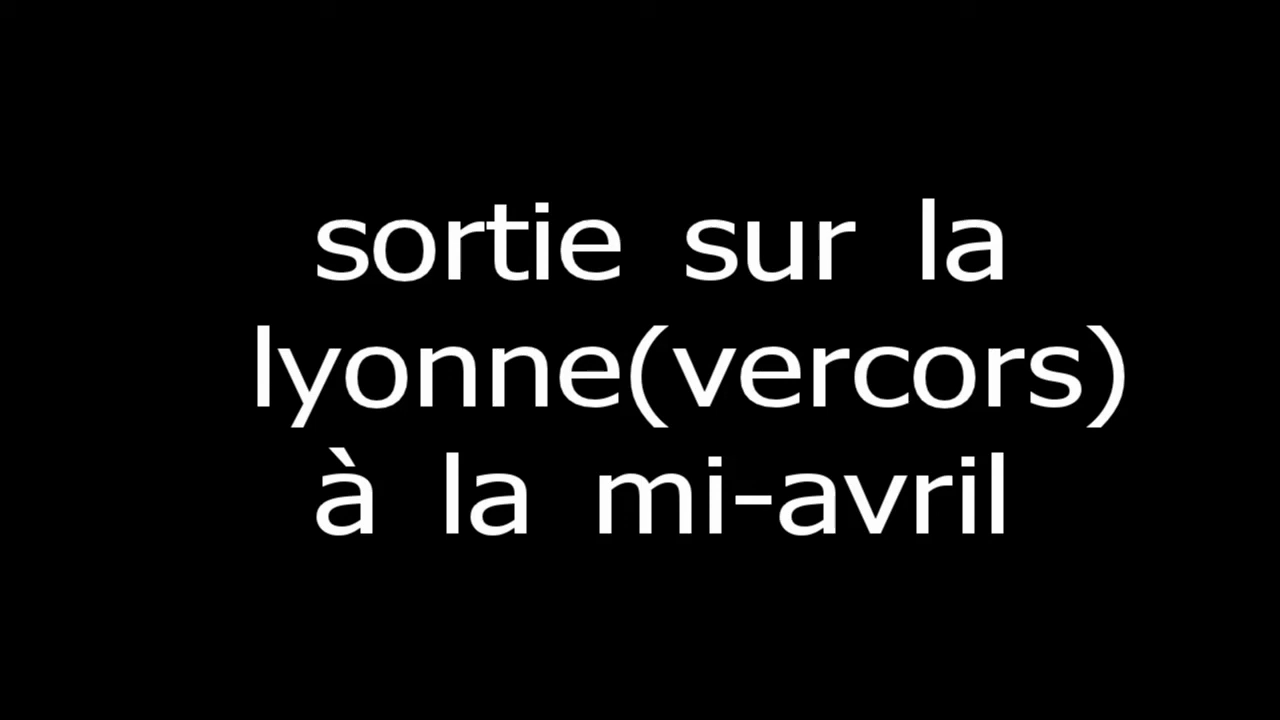 sortie sur la
lyonne(vercors)
à la mi-avril